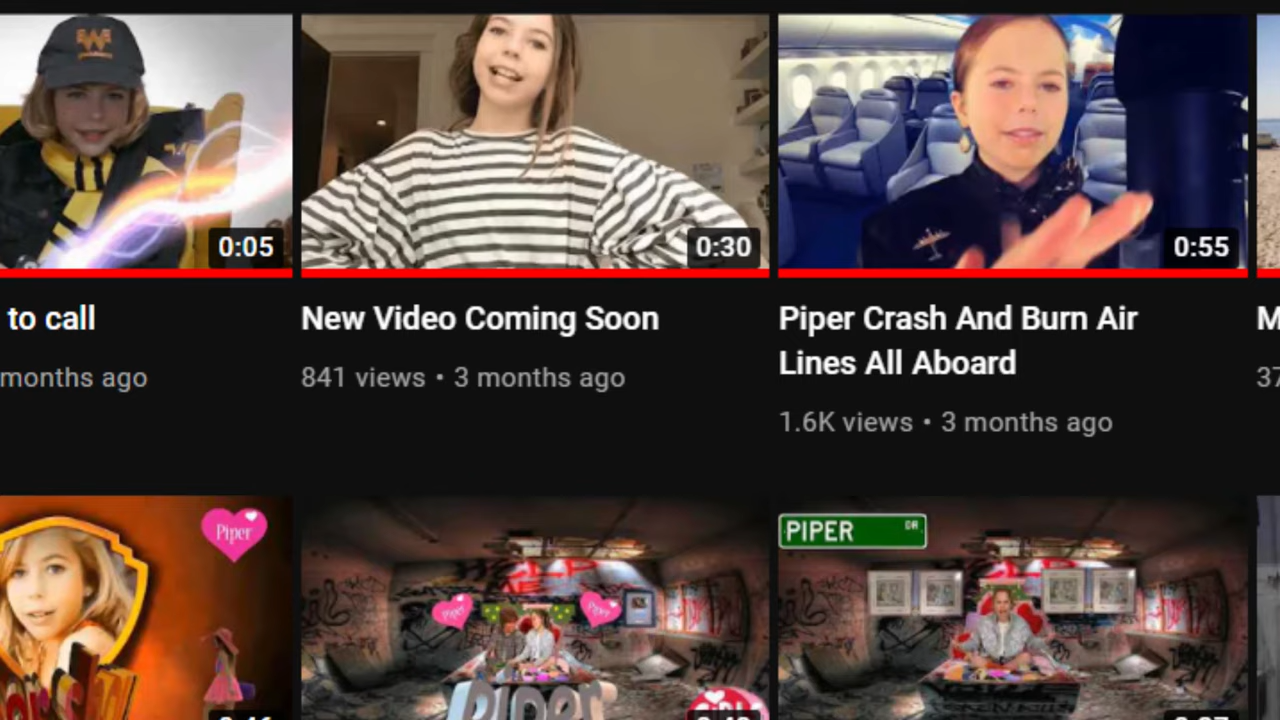 0:05
0:30
0:55
to call
New Video Coming Soon
Piper Crash And Burn Air
Lines All Aboard
months ago
841 views • 3 months ago
1.6K views • 3 months ago
M
37
Piper
PIPER DR
Piper
Piper
Piper